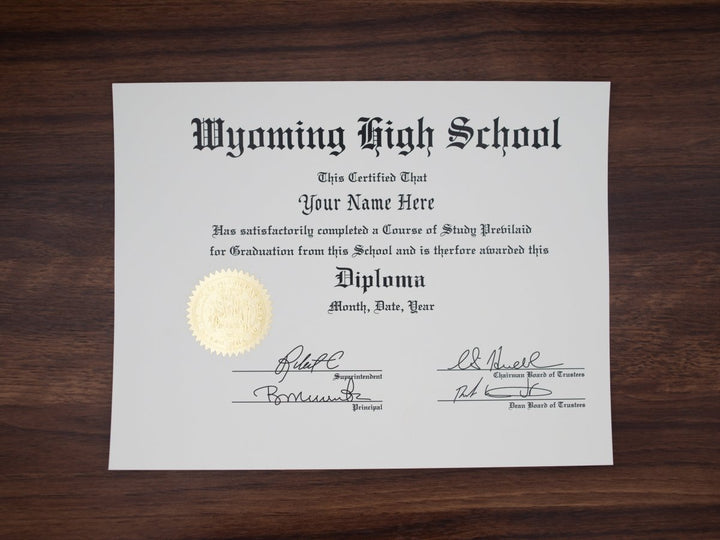 Wyoming High School
This Certified That
Your Name Here
Has satisfactorily completed a Course of Study Prebilaid
for Graduation from this School and is therfore awarded this
Diploma
Month, Date, Year
Superintendent
Chairman Board of Trustees
Principal
Dean Board of Trustees